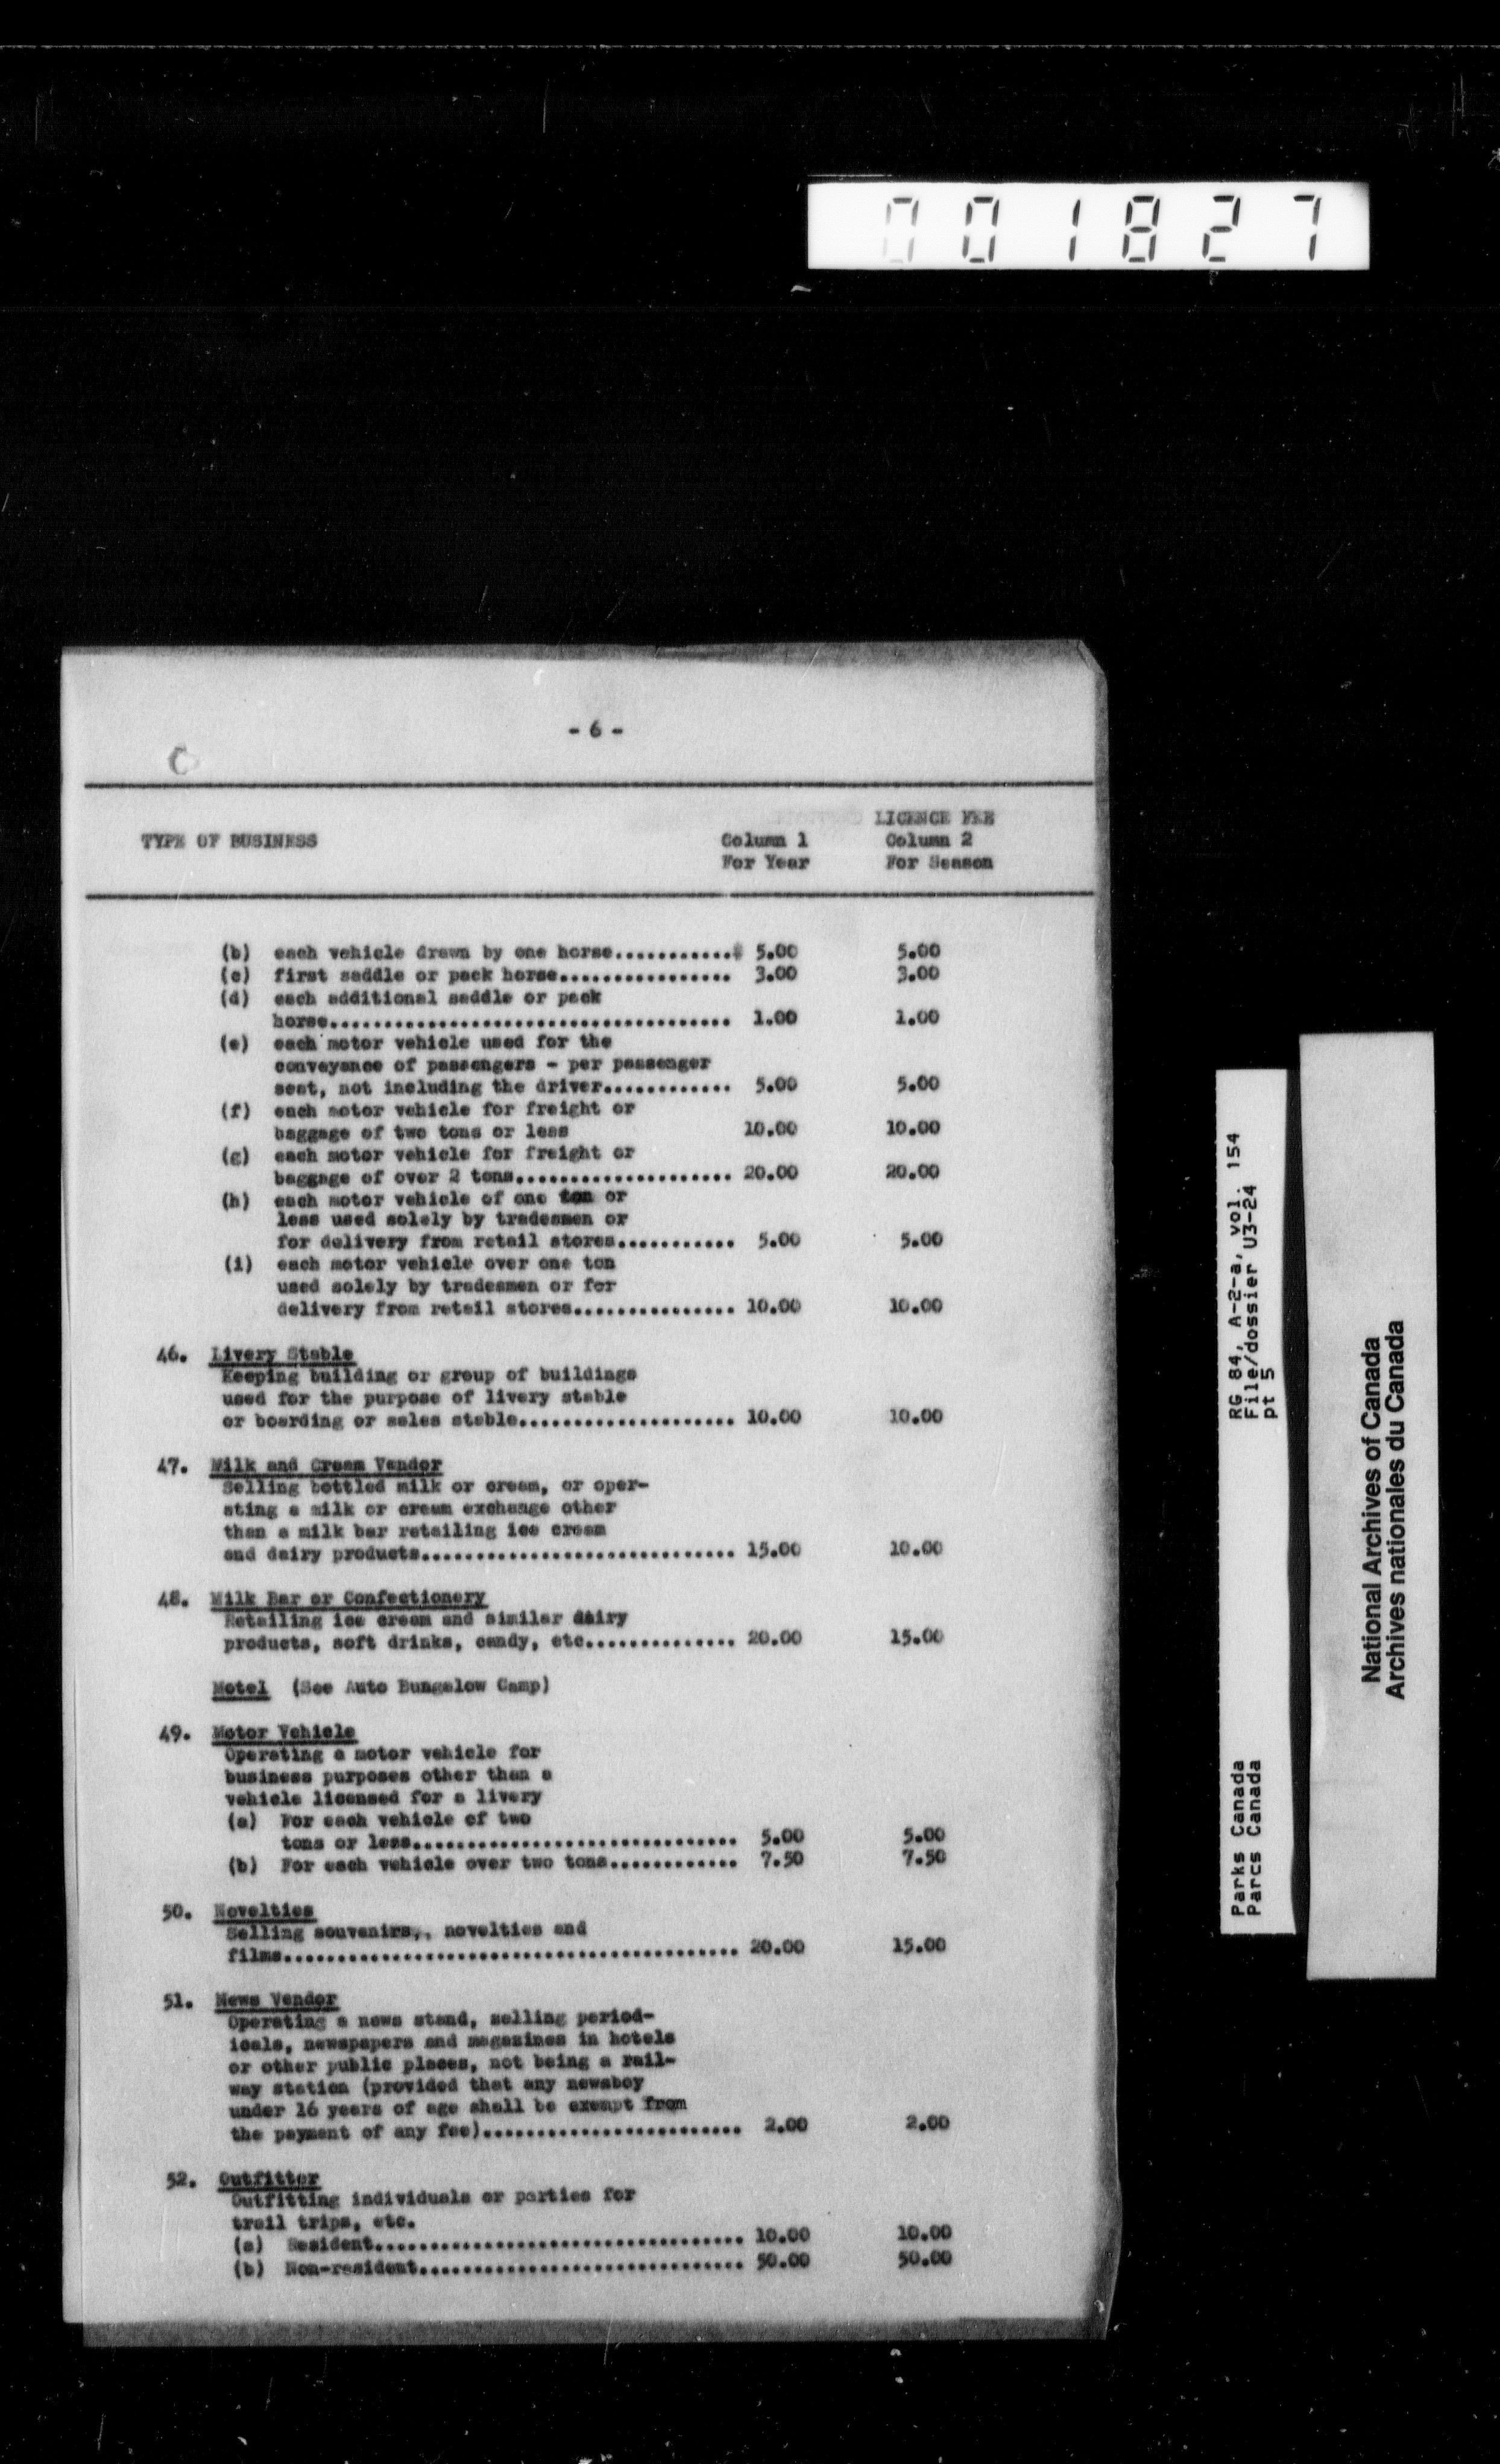 001827
- 6 -
C
LICENCE FEE
TYPE OF BUSINESS Column 1 Column 2
For Year For Season
(b) each vehicle drawn by one horse...........$ 5.00 5.00
(c) first saddle or pack horse................ 3.00 3.00
(d) each additional saddle or pack
horse..................................... 1.00 1.00
(e) each motor vehicle used for the
conveyance of passengers - per passenger
seat, not including the driver............ 5.00 5.00
(f) each motor vehicle for freight or
baggage of two tons or less 10.00 10.00
(g) each motor vehicle for freight or
baggage of over 2 tons.................... 20.00 20.00
(h) each motor vehicle of one ton or
less used solely by tradesmen or
for delivery from retail stores........... 5.00 5.00
(i) each motor vehicle over one ton
used solely by tradesmen or for
delivery from retail stores............... 10.00 10.00
46. Livery Stable
Keeping building or group of buildings
used for the purpose of livery stable
or boarding or sales stable.................... 10.00 10.00
47. Milk and Cream Vendor
Selling bottled milk or cream, or oper-
ating a milk or cream exchange other
than a milk bar retailing ice cream
and dairy products............................. 15.00 10.00
48. Milk Bar or Confectionery
Retailing ice cream and similar dairy
products, soft drinks, candy, etc.............. 20.00 15.00
Motel (See Auto Bungalow Camp)
49. Motor Vehicle
Operating a motor vehicle for
business purposes other than a
vehicle licensed for a livery
(a) For each vehicle of two
tons or less.............................. 5.00 5.00
(b) For each vehicle over two tons............ 7.50 7.50
50. Novelties
Selling souvenirs,, novelties and
films.......................................... 20.00 15.00
51. News Vendor
Operating a news stand, selling period-
icals, newspapers and magazines in hotels
or other public places, not being a rail-
way station (provided that any newsboy
under 16 years of age shall be exempt from
the payment of any fee)........................ 2.00 2.00
52. Outfitter
Outfitting individuals or parties for
trail trips, etc.
(a) Resident.................................. 10.00 10.00
(b) Non-resident.............................. 50.00 50.00
RG 84, A-2-a, vol. 154
File/dossier U3-24
pt 5
Parks Canada
Parcs Canada
National Archives of Canada
Archives nationales du Canada